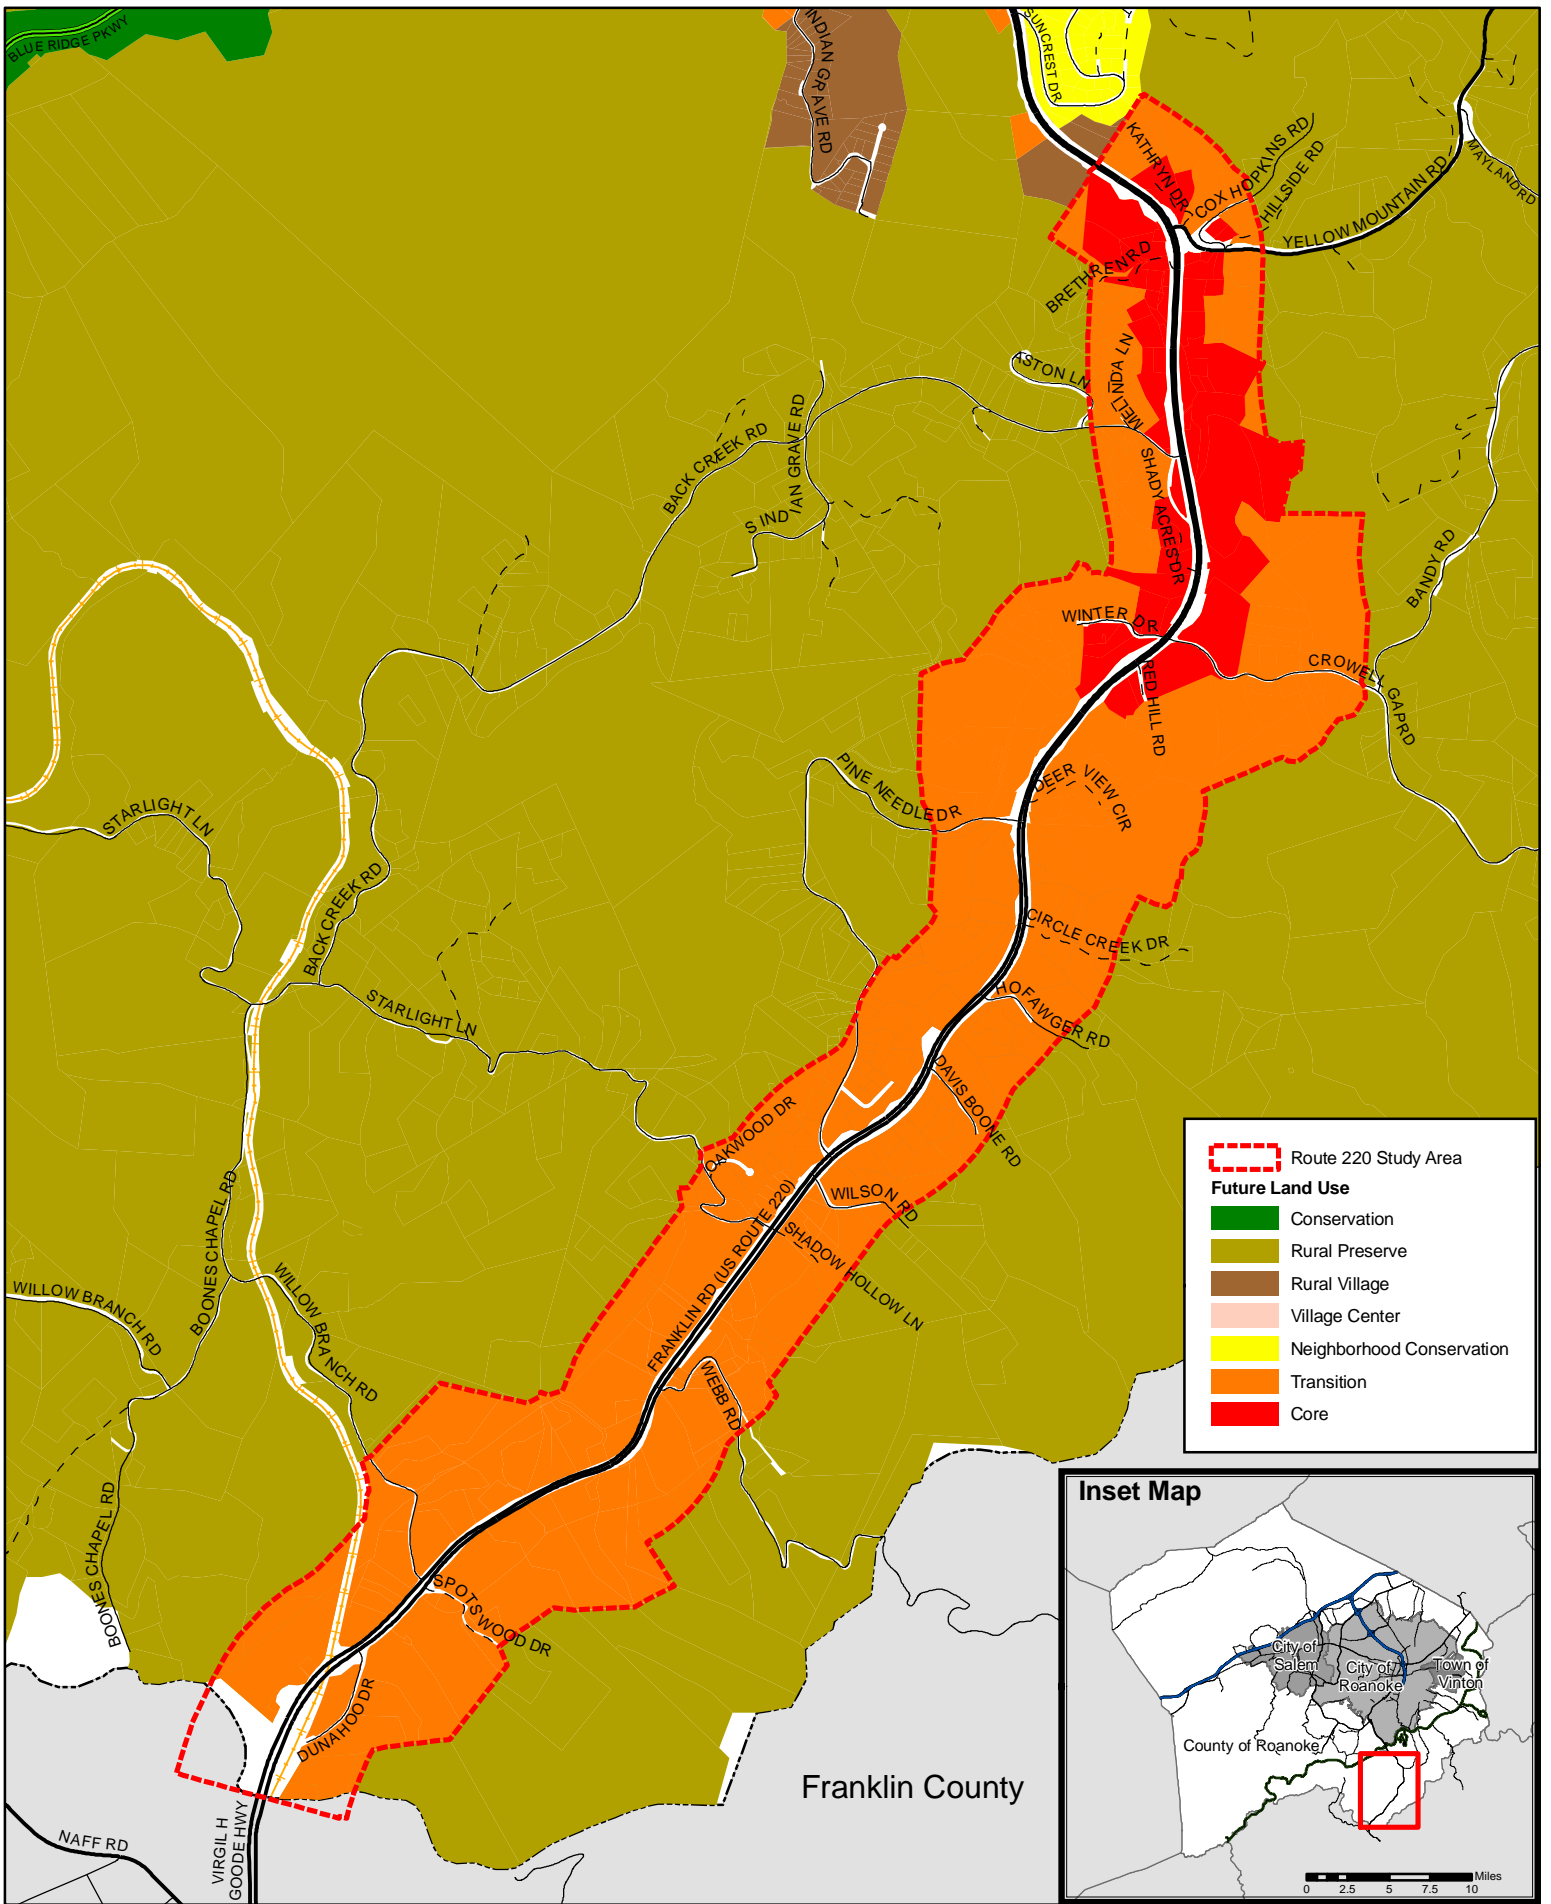 BLUE RIDGE PKWY
INDIAN GRAVE RD
SUNCREST DR
KATHRYN DR
COX HOPKINS RD
HILLSIDE RD
YELLOW MOUNTAIN RD
MAYLAND RD
BRETHREN RD
ASTON LN
MELINDA LN
BACK CREEK RD
S INDIAN GRAVE RD
SHADY ACRES DR
BANDY RD
WINTER DR
CROWELL GAP RD
RED HILL RD
PINE NEEDLE DR
DEER VIEW CIR
STARLIGHT LN
BACK CREEK RD
CIRCLE CREEK DR
STARLIGHT LN
HOFAWGER RD
DAVIS BOONE RD
OAKWOOD DR
WILSON RD
BOONES CHAPEL RD
FRANKLIN RD (US ROUTE 220)
SHADOW HOLLOW LN
WILLOW BRANCH RD
WILLOW BRANCH RD
WEBB RD
BOONES CHAPEL RD
SPOTSWOOD DR
DUNAHOO DR
Franklin County
NAFF RD
VIRGIL H
GOODE HWY
Route 220 Study Area
Future Land Use
Conservation
Rural Preserve
Rural Village
Village Center
Neighborhood Conservation
Transition
Core
Inset Map
City of
Salem
City of
Roanoke
Town of
Vinton
County of Roanoke
Miles
0 2.5 5 7.5 10